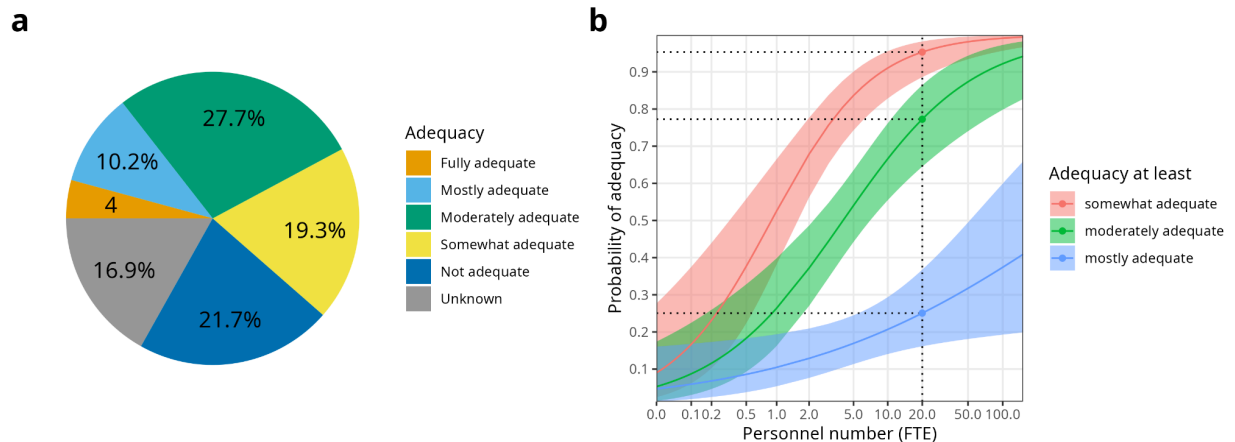 a
27.7%
10.2%
4
16.9%
19.3%
21.7%
Adequacy
Fully adequate
Mostly adequate
Moderately adequate
Somewhat adequate
Not adequate
Unknown
b
Probability of adequacy
0.9
0.8
0.7
0.6
0.5
0.4
0.3
0.2
0.1
0.0 0.1 0.2 0.5 1.0 2.0 5.0 10.0 20.0 50.0 100.0
Personnel number (FTE)
Adequacy at least
somewhat adequate
moderately adequate
mostly adequate